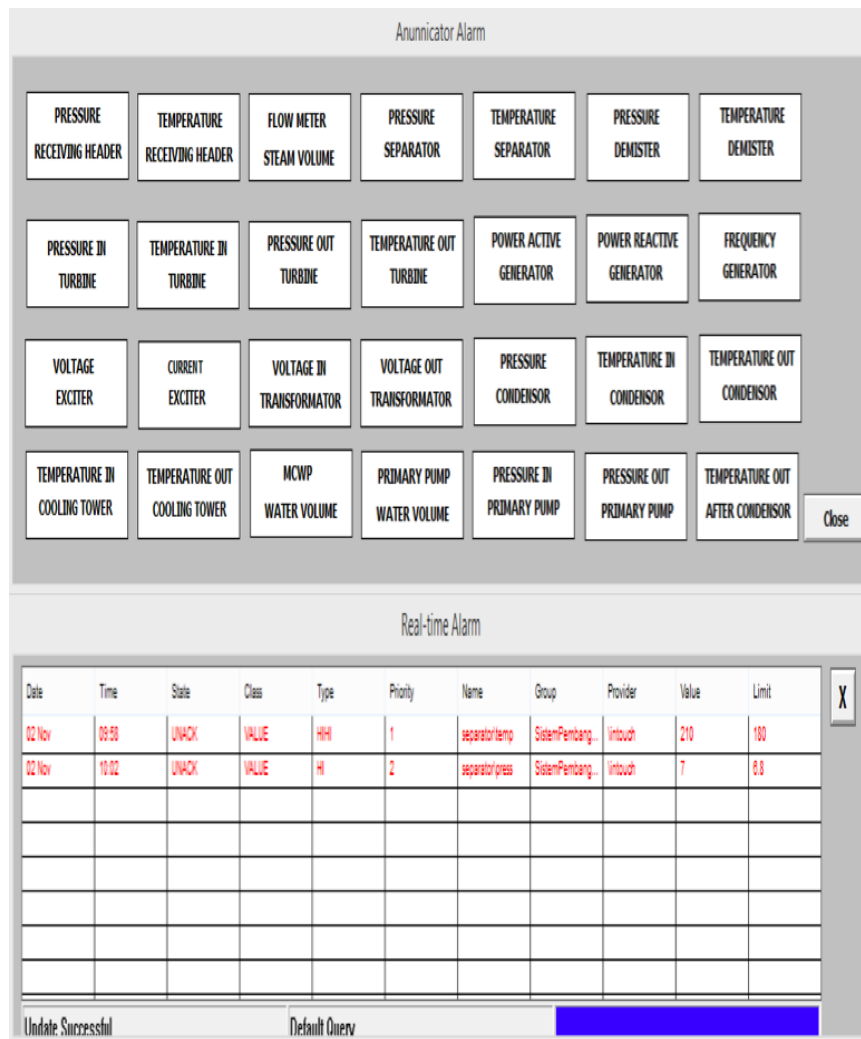 Anunnicator Alarm
PRESSURE
RECEIVING HEADER
TEMPERATURE
RECEIVING HEADER
FLOW METER
STEAM VOLUME
PRESSURE
SEPARATOR
TEMPERATURE
SEPARATOR
PRESSURE
DEMISTER
TEMPERATURE
DEMISTER
PRESSURE IN
TURBINE
TEMPERATURE IN
TURBINE
PRESSURE OUT
TURBINE
TEMPERATURE OUT
TURBINE
POWER ACTIVE
GENERATOR
POWER REACTIVE
GENERATOR
FREQUENCY
GENERATOR
VOLTAGE
EXCITER
CURRENT
EXCITER
VOLTAGE IN
TRANSFORMATOR
VOLTAGE OUT
TRANSFORMATOR
PRESSURE
CONDENSOR
TEMPERATURE IN
CONDENSOR
TEMPERATURE OUT
CONDENSOR
TEMPERATURE IN
COOLING TOWER
TEMPERATURE OUT
COOLING TOWER
MCWP
WATER VOLUME
PRIMARY PUMP
WATER VOLUME
PRESSURE IN
PRIMARY PUMP
PRESSURE OUT
PRIMARY PUMP
TEMPERATURE OUT
AFTER CONDENSOR
Close
Real-time Alarm
X
Date Time State Class Type Priority Name Group Provider Value Limit
02 Nov 09:58 UNACK VALUE HIHI 1 separator\temp SistemPembang... \intouch 210 180
02 Nov 10:02 UNACK VALUE HI 2 separator\press SistemPembang... \intouch 7 6.8
Update Successful Default Query